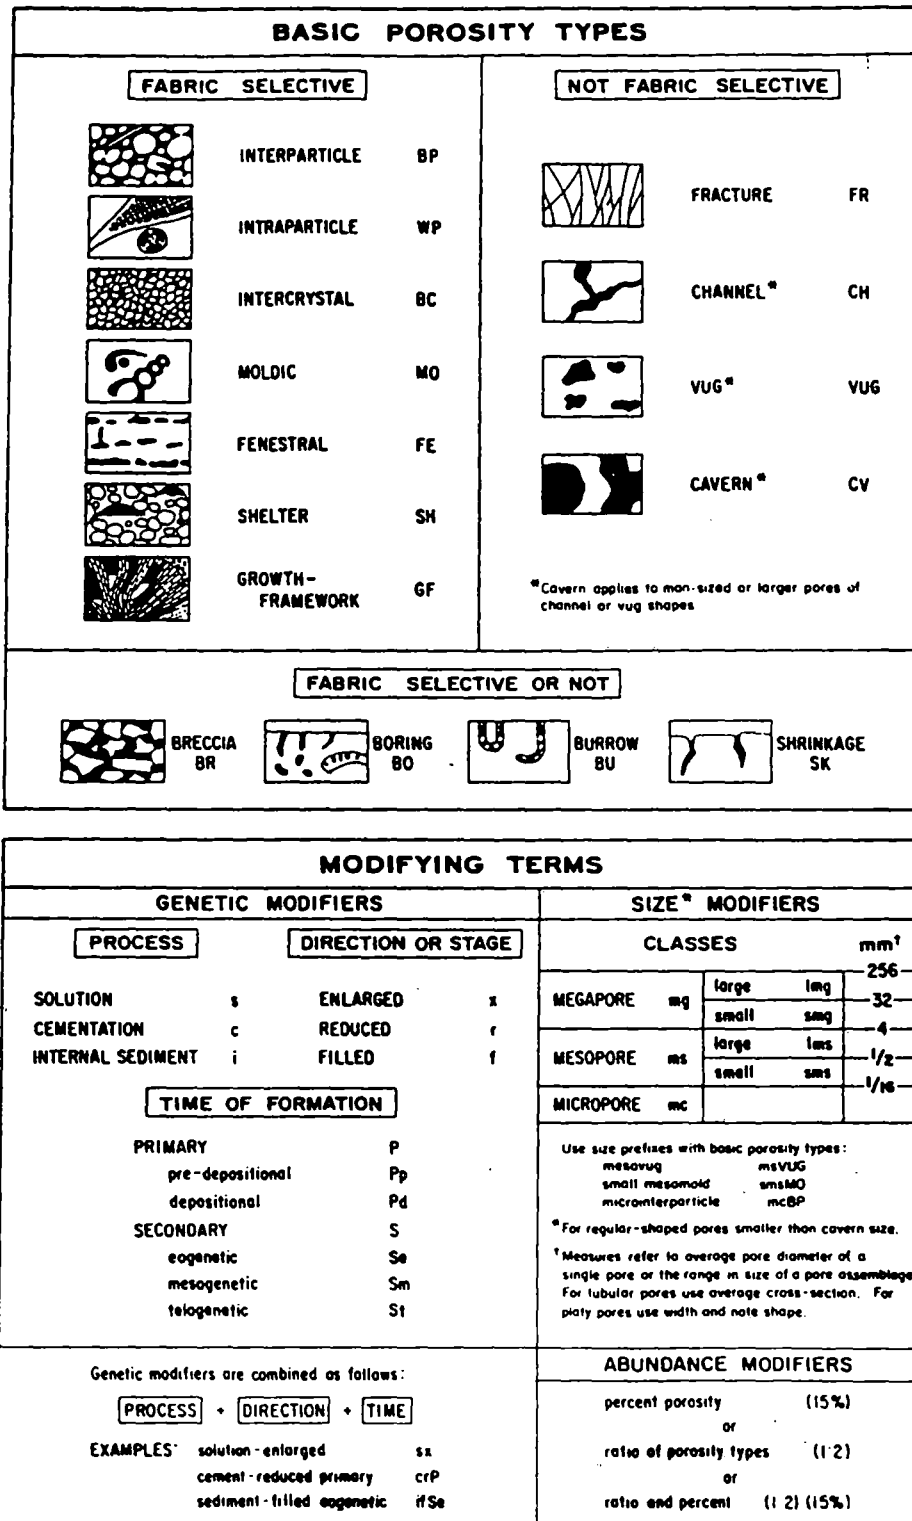 BASIC POROSITY TYPES
FABRIC SELECTIVE
INTERPARTICLE BP
INTRAPARTICLE WP
INTERCRYSTAL BC
MOLDIC MO
FENESTRAL FE
SHELTER SH
GROWTH-
FRAMEWORK GF
NOT FABRIC SELECTIVE
FRACTURE FR
CHANNEL* CH
VUG* VUG
CAVERN* CV
*Cavern applies to man-sized or larger pores of
channel or vug shapes
FABRIC SELECTIVE OR NOT
BRECCIA
BR
BORING
BO
BURROW
BU
SHRINKAGE
SK
MODIFYING TERMS
GENETIC MODIFIERS
PROCESS
SOLUTION s
CEMENTATION c
INTERNAL SEDIMENT i
DIRECTION OR STAGE
ENLARGED x
REDUCED r
FILLED f
TIME OF FORMATION
PRIMARY P
pre-depositional Pp
depositional Pd
SECONDARY S
eogenetic Se
mesogenetic Sm
telogenetic St
Genetic modifiers are combined as follows:
PROCESS + DIRECTION + TIME
EXAMPLES: solution-enlarged sx
cement-reduced primary crP
sediment-filled eogenetic ifSe
SIZE* MODIFIERS
CLASSES mm†
256
MEGAPORE mg large lmg
32
small smg
4
MESOPORE ms large lms
1/2
small sms
1/16
MICROPORE mc
Use size prefixes with basic porosity types:
mesovug msVUG
small mesomold smsMO
microinterparticle mcBP
*For regular-shaped pores smaller than cavern size.
†Measures refer to average pore diameter of a
single pore or the range in size of a pore assemblage.
For tubular pores use average cross-section. For
platy pores use width and note shape.
ABUNDANCE MODIFIERS
percent porosity (15%)
or
ratio of porosity types (1:2)
or
ratio and percent (1:2) (15%)